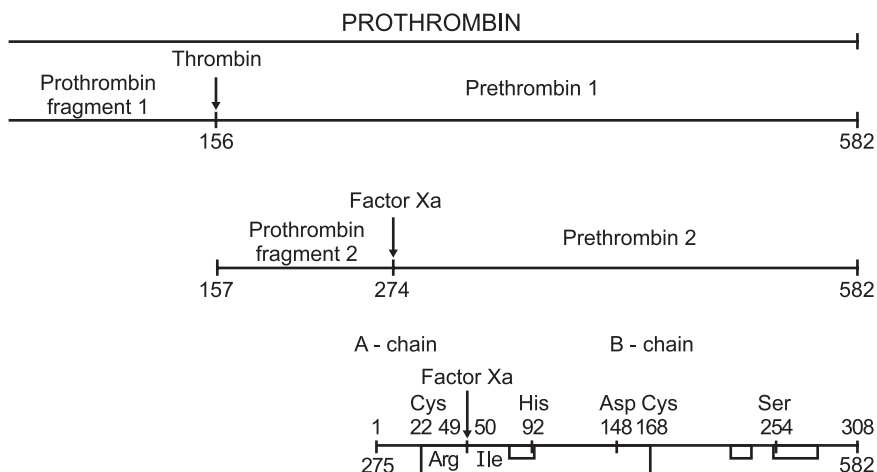 PROTHROMBIN
Thrombin
Prothrombin
fragment 1
Prethrombin 1
156
582
Factor Xa
Prothrombin
fragment 2
Prethrombin 2
157
274
582
A - chain
B - chain
Factor Xa
Cys
His
Asp Cys
Ser
1
22 49
50
92
148 168
254
308
275
Arg
Ile
582